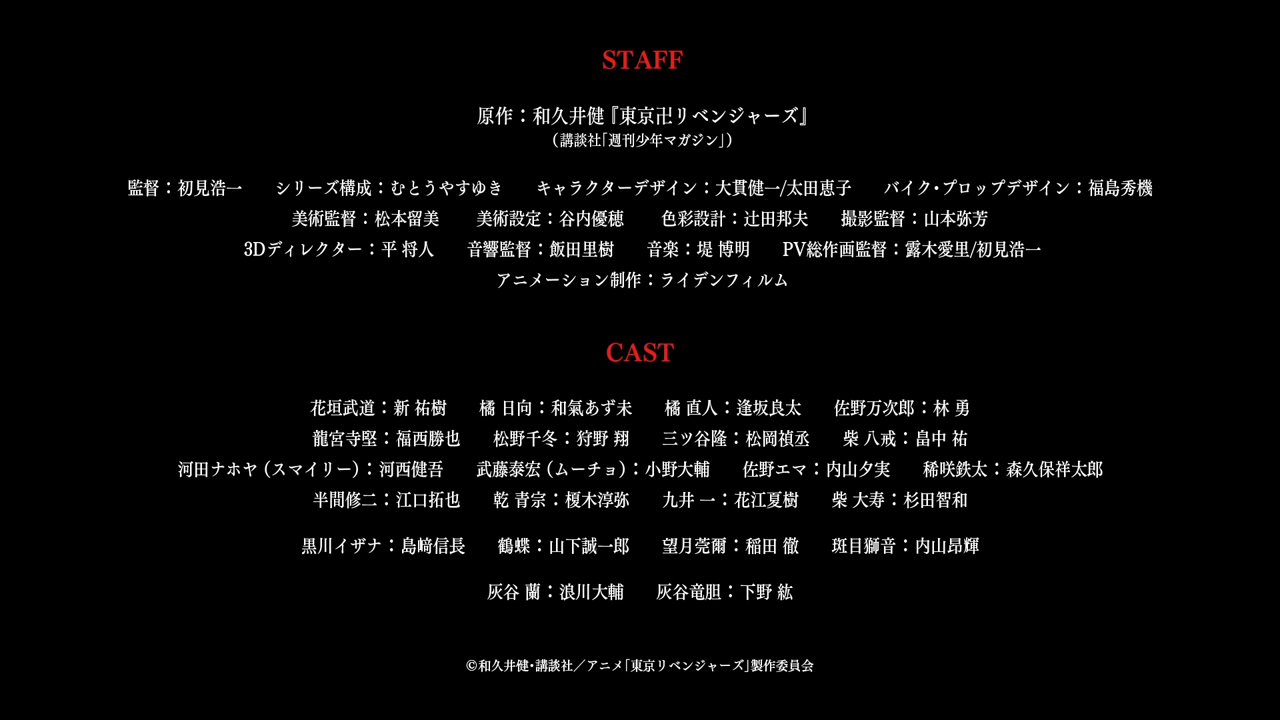 STAFF
原作：和久井健『東京卍リベンジャーズ』
（講談社「週刊少年マガジン」）
監督：初見浩一　シリーズ構成：むとうやすゆき　キャラクターデザイン：大貫健一/太田恵子　バイク・プロップデザイン：福島秀機
美術監督：松本留美　美術設定：谷内優穂　色彩設計：辻田邦夫　撮影監督：山本弥芳
3Dディレクター：平 将人　音響監督：飯田里樹　音楽：堤 博明　PV総作画監督：露木愛里/初見浩一
アニメーション制作：ライデンフィルム
CAST
花垣武道：新 祐樹　橘 日向：和氣あず未　橘 直人：逢坂良太　佐野万次郎：林 勇
龍宮寺堅：福西勝也　松野千冬：狩野 翔　三ツ谷隆：松岡禎丞　柴 八戒：畠中 祐
河田ナホヤ（スマイリー）：河西健吾　武藤泰宏（ムーチョ）：小野大輔　佐野エマ：内山夕実　稀咲鉄太：森久保祥太郎
半間修二：江口拓也　乾 青宗：榎木淳弥　九井 一：花江夏樹　柴 大寿：杉田智和
黒川イザナ：島﨑信長　鶴蝶：山下誠一郎　望月莞爾：稲田 徹　斑目獅音：内山昂輝
灰谷 蘭：浪川大輔　灰谷竜胆：下野 紘
©和久井健・講談社／アニメ「東京リベンジャーズ」製作委員会